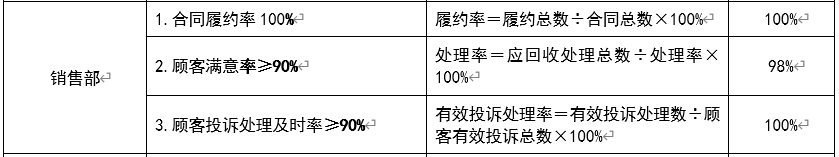 销售部
1. 合同履约率 100%
履约率＝履约总数÷合同总数×100%
100%
2. 顾客满意率≥90%
处理率＝应回收处理总数÷处理率×
100%
98%
3. 顾客投诉处理及时率≥90%
有效投诉处理率＝有效投诉处理数÷顾
客有效投诉总数×100%
100%